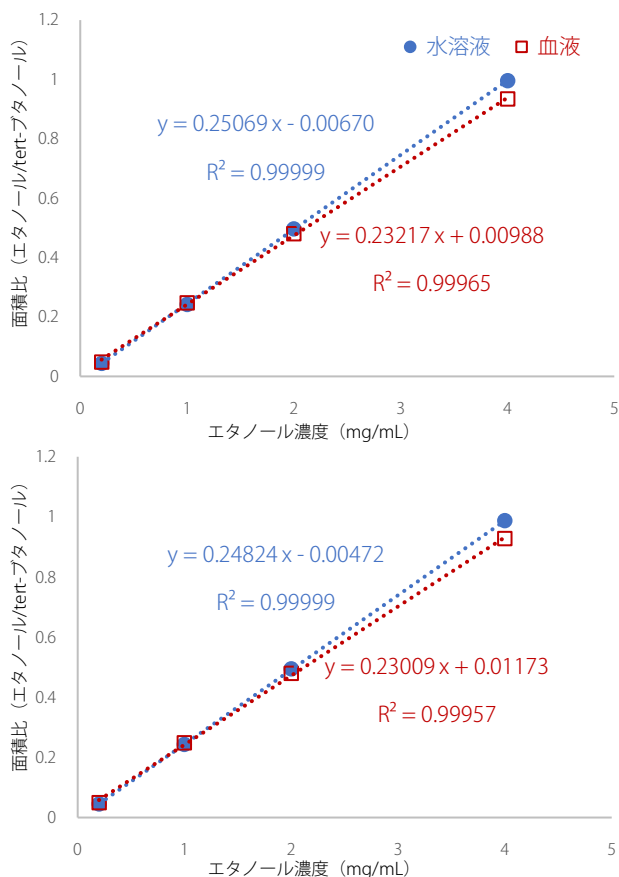 1.2
1
0.8
0.6
0.4
0.2
0
面積比（エタノール/tert-ブタノール）
水溶液 血液
y = 0.25069 x - 0.00670
R² = 0.99999
y = 0.23217 x + 0.00988
R² = 0.99965
0 1 2 3 4 5
エタノール濃度（mg/mL）
1.2
1
0.8
0.6
0.4
0.2
0
面積比（エタノール/tert-ブタノール）
y = 0.24824 x - 0.00472
R² = 0.99999
y = 0.23009 x + 0.01173
R² = 0.99957
0 1 2 3 4 5
エタノール濃度（mg/mL）